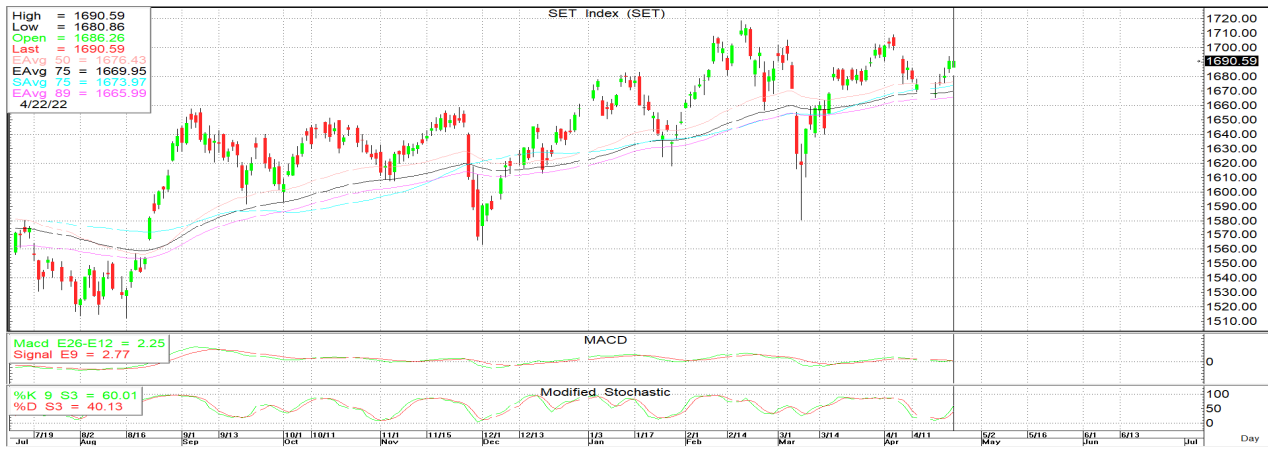 SET Index (SET)
High = 1690.59
Low = 1680.86
Open = 1686.26
Last = 1690.59
EAvg 50 = 1676.43
EAvg 75 = 1669.95
SAvg 75 = 1673.97
EAvg 89 = 1665.99
4/22/22
1720.00
1710.00
1700.00
1690.59
1680.00
1670.00
1660.00
1650.00
1640.00
1630.00
1620.00
1610.00
1600.00
1590.00
1580.00
1570.00
1560.00
1550.00
1540.00
1530.00
1520.00
1510.00
MACD
Macd E26-E12 = 2.25
Signal E9 = 2.77
0
Modified Stochastic
%K 9 S3 = 60.01
%D S3 = 40.13
100
50
0
7/19 8/2 8/16 9/1 9/13 10/1 10/11 11/1 11/15 12/1 12/13 1/3 1/17 2/1 2/14 3/1 3/14 4/1 4/11 5/2 5/16 6/1 6/13
Jul Aug Sep Oct Nov Dec Jan Feb Mar Apr May Jun Jul
Day